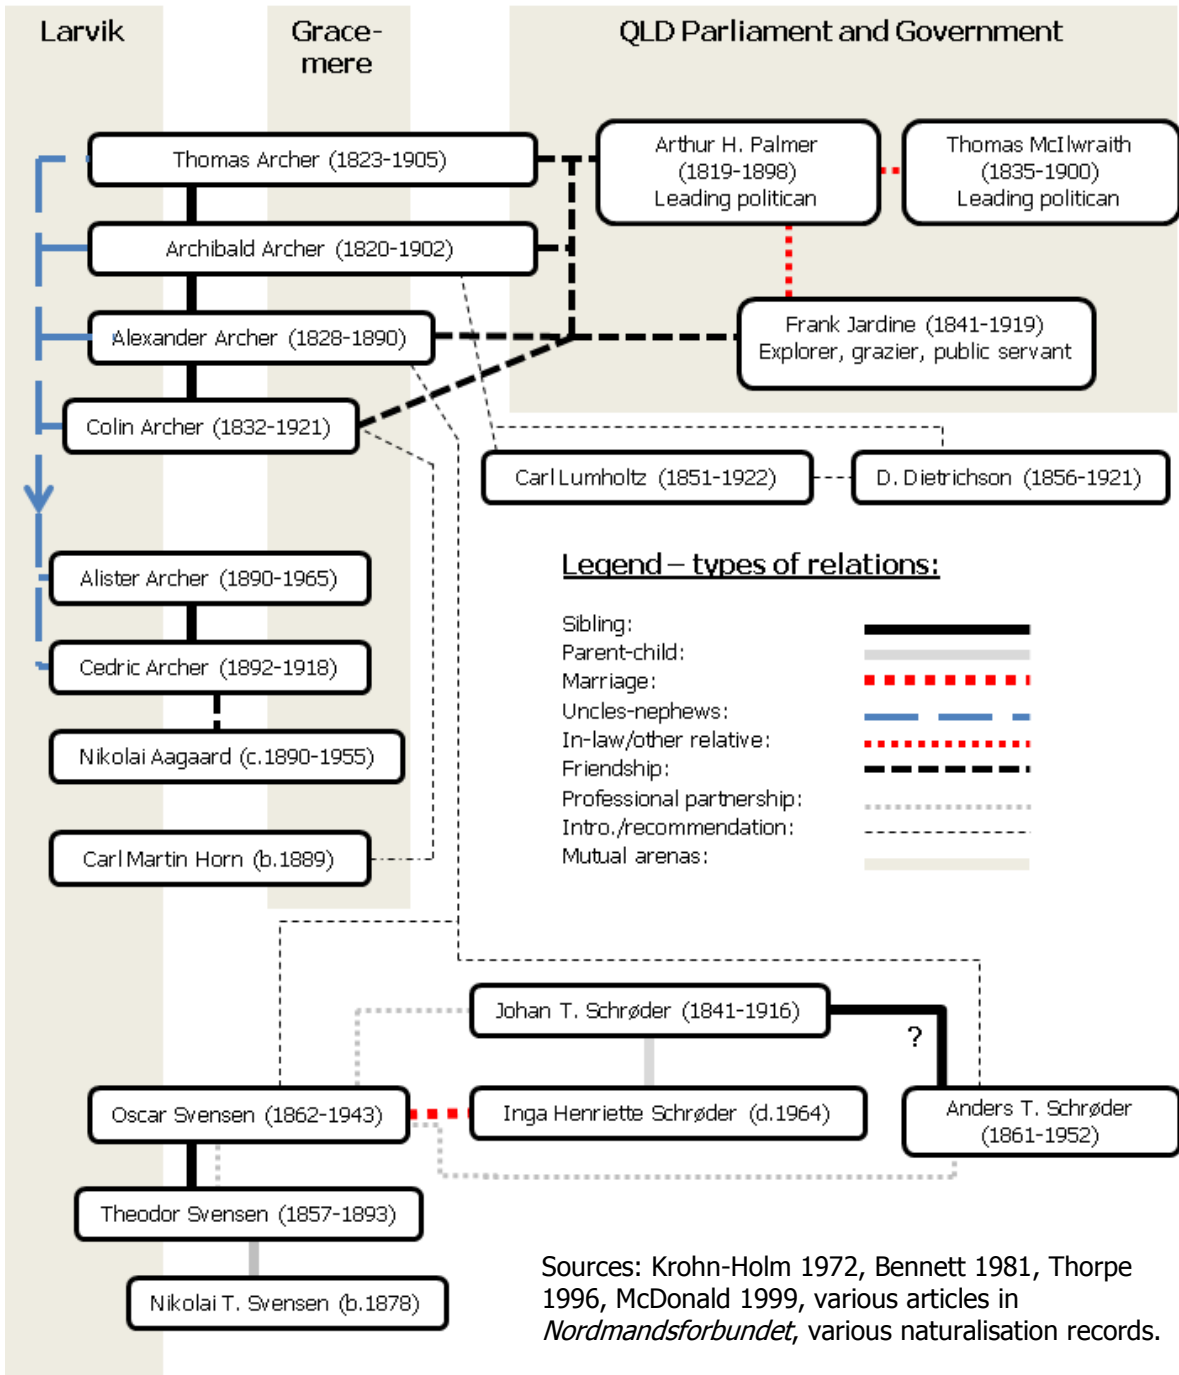 Larvik
Grace-
mere
QLD Parliament and Government
Thomas Archer (1823-1905)
Arthur H. Palmer
(1819-1898)
Leading politican
Thomas McIlwraith
(1835-1900)
Leading politican
Archibald Archer (1820-1902)
Alexander Archer (1828-1890)
Frank Jardine (1841-1919)
Explorer, grazier, public servant
Colin Archer (1832-1921)
Carl Lumholtz (1851-1922)
D. Dietrichson (1856-1921)
Alister Archer (1890-1965)
Cedric Archer (1892-1918)
Nikolai Aagaard (c.1890-1955)
Carl Martin Horn (b.1889)
Legend – types of relations:
Sibling:
Parent-child:
Marriage:
Uncles-nephews:
In-law/other relative:
Friendship:
Professional partnership:
Intro./recommendation:
Mutual arenas:
Johan T. Schrøder (1841-1916)
?
Oscar Svensen (1862-1943)
Inga Henriette Schrøder (d.1964)
Anders T. Schrøder
(1861-1952)
Theodor Svensen (1857-1893)
Nikolai T. Svensen (b.1878)
Sources: Krohn-Holm 1972, Bennett 1981, Thorpe
1996, McDonald 1999, various articles in
Nordmandsforbundet, various naturalisation records.